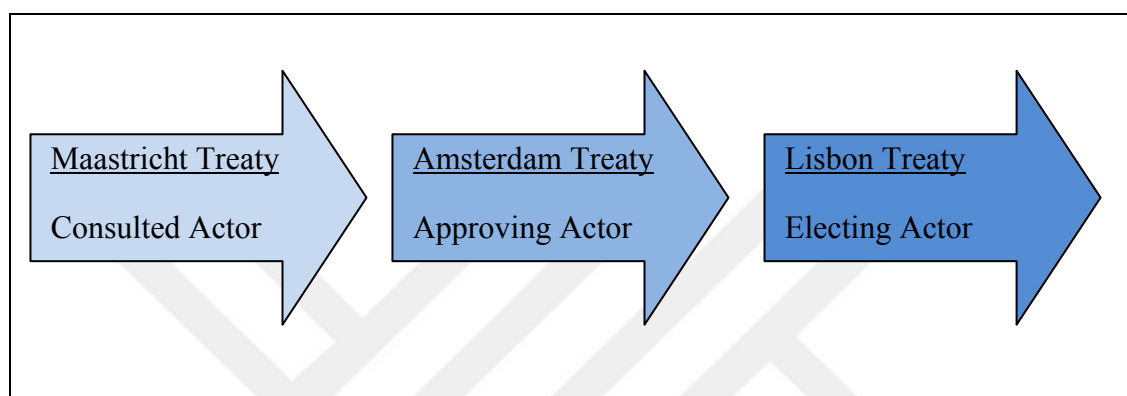 Maastricht Treaty
Consulted Actor
Amsterdam Treaty
Approving Actor
Lisbon Treaty
Electing Actor